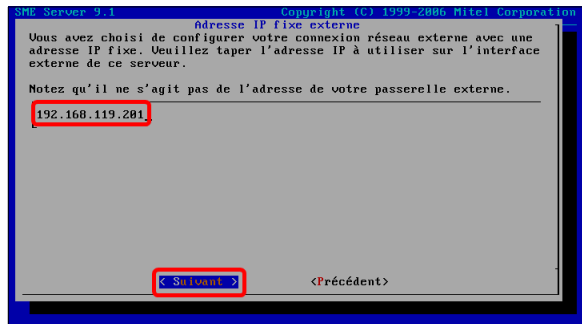 SME Server 9.1 Copyright (C) 1999-2006 Mitel Corporation
Adresse IP fixe externe
Vous avez choisi de configurer votre connexion réseau externe avec une
adresse IP fixe. Veuillez taper l'adresse IP à utiliser sur l'interface
externe de ce serveur.
Notez qu'il ne s'agit pas de l'adresse de votre passerelle externe.
192.168.119.201
< Suivant > <Précédent>